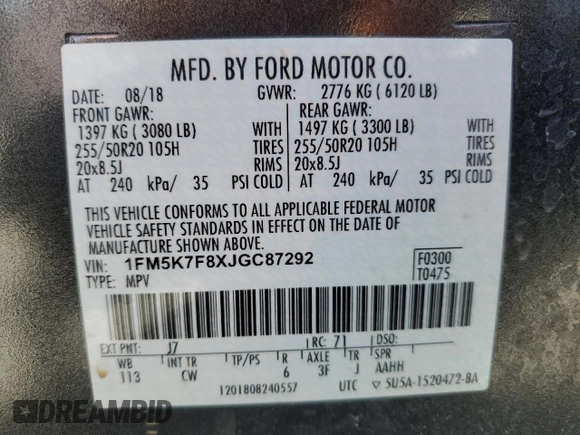 MFD. BY FORD MOTOR CO.
DATE: 08/18 GVWR: 2776 KG ( 6120 LB)
FRONT GAWR: REAR GAWR:
1397 KG ( 3080 LB) WITH 1497 KG ( 3300 LB) WITH
255/50R20 105H TIRES 255/50R20 105H TIRES
20x8.5J RIMS 20x8.5J RIMS
AT 240 kPa/ 35 PSI COLD AT 240 kPa/ 35 PSI COLD
THIS VEHICLE CONFORMS TO ALL APPLICABLE FEDERAL MOTOR
VEHICLE SAFETY STANDARDS IN EFFECT ON THE DATE OF
MANUFACTURE SHOWN ABOVE.
VIN: 1FM5K7F8XJGC87292 F0300
TYPE: MPV T0475
EXT PNT: J7 RC: 71 DSO:
WB INT TR TP/PS R AXLE TR SPR
113 CW 6 3F J AAHH
1201808240557 UTC ▽ 5U5A-1520472-BA
DREAMBID